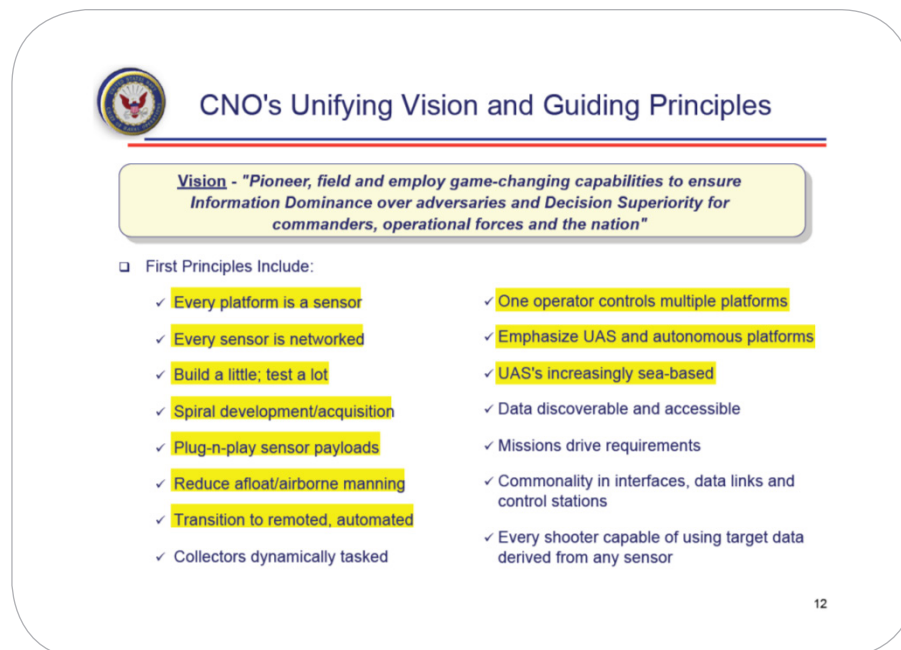 CNO's Unifying Vision and Guiding Principles
Vision - "Pioneer, field and employ game-changing capabilities to ensure
Information Dominance over adversaries and Decision Superiority for
commanders, operational forces and the nation"
❑ First Principles Include:
✓ Every platform is a sensor
✓ Every sensor is networked
✓ Build a little; test a lot
✓ Spiral development/acquisition
✓ Plug-n-play sensor payloads
✓ Reduce afloat/airborne manning
✓ Transition to remoted, automated
✓ Collectors dynamically tasked
✓ One operator controls multiple platforms
✓ Emphasize UAS and autonomous platforms
✓ UAS's increasingly sea-based
✓ Data discoverable and accessible
✓ Missions drive requirements
✓ Commonality in interfaces, data links and
control stations
✓ Every shooter capable of using target data
derived from any sensor
12